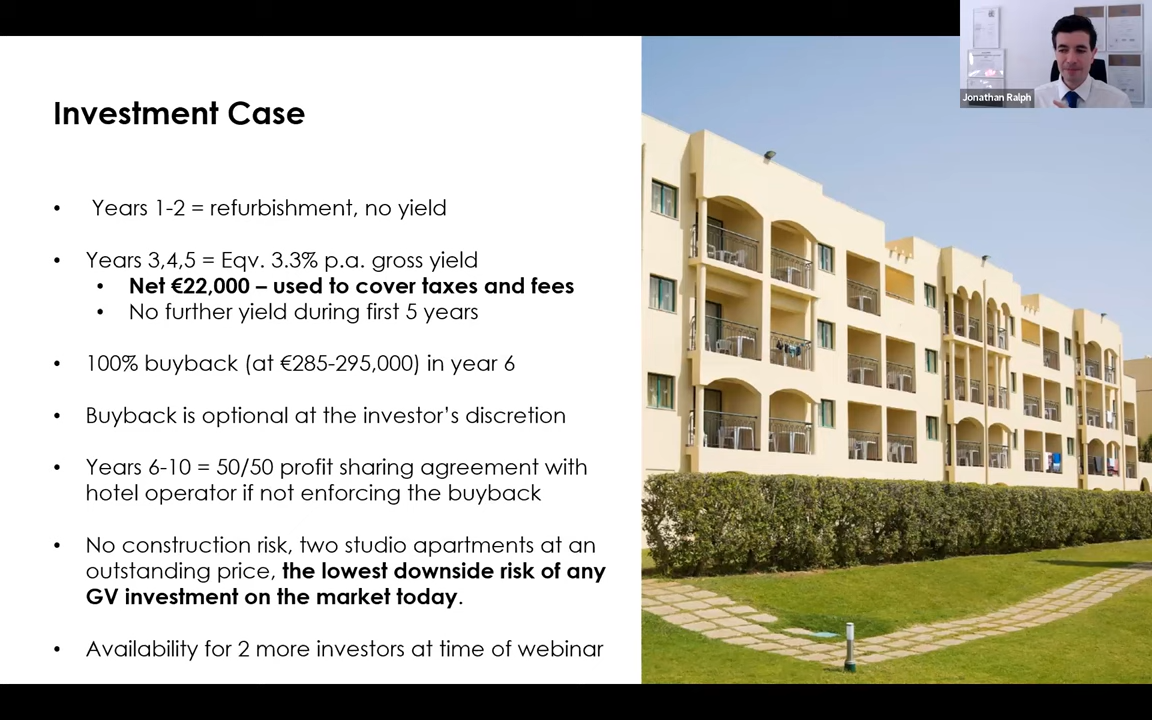 Jonathan Ralph
Investment Case
• Years 1-2 = refurbishment, no yield
• Years 3,4,5 = Eqv. 3.3% p.a. gross yield
• Net €22,000 – used to cover taxes and fees
• No further yield during first 5 years
• 100% buyback (at €285-295,000) in year 6
• Buyback is optional at the investor’s discretion
• Years 6-10 = 50/50 profit sharing agreement with
hotel operator if not enforcing the buyback
• No construction risk, two studio apartments at an
outstanding price, the lowest downside risk of any
GV investment on the market today.
• Availability for 2 more investors at time of webinar